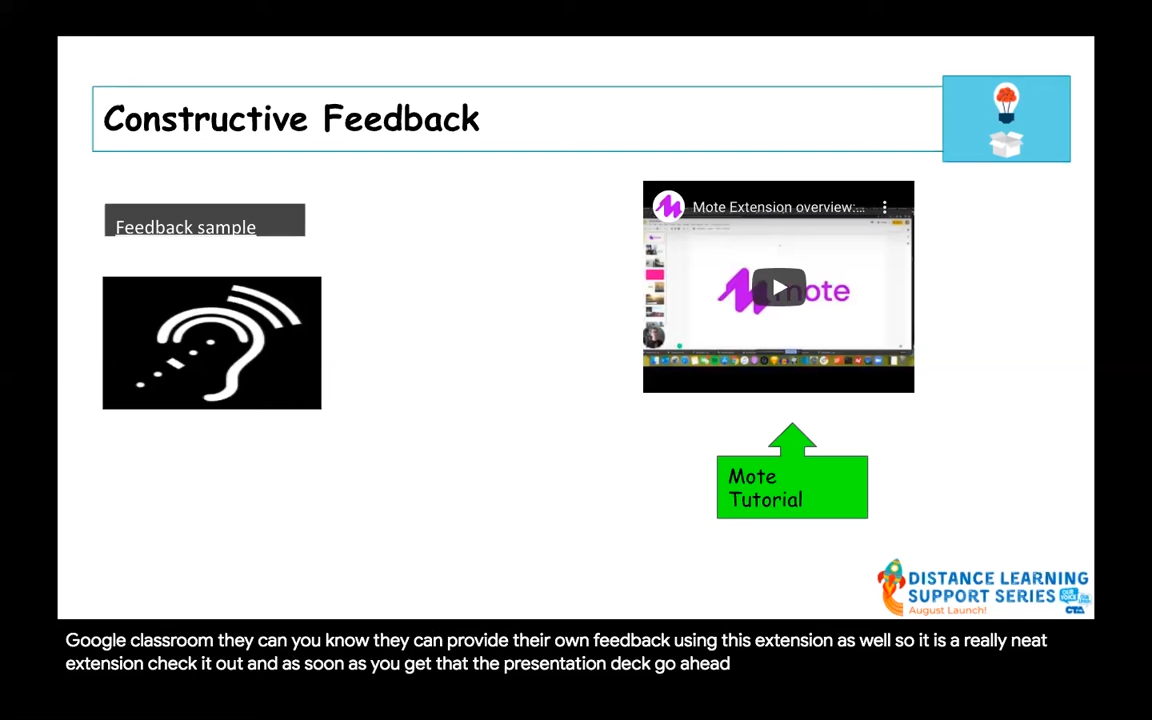 Constructive Feedback
Feedback sample
Mote Extension overview:...
mote
Mote
Tutorial
DISTANCE LEARNING
SUPPORT SERIES
August Launch!
CTA
Google classroom they can you know they can provide their own feedback using this extension as well so it is a really neat
extension check it out and as soon as you get that the presentation deck go ahead